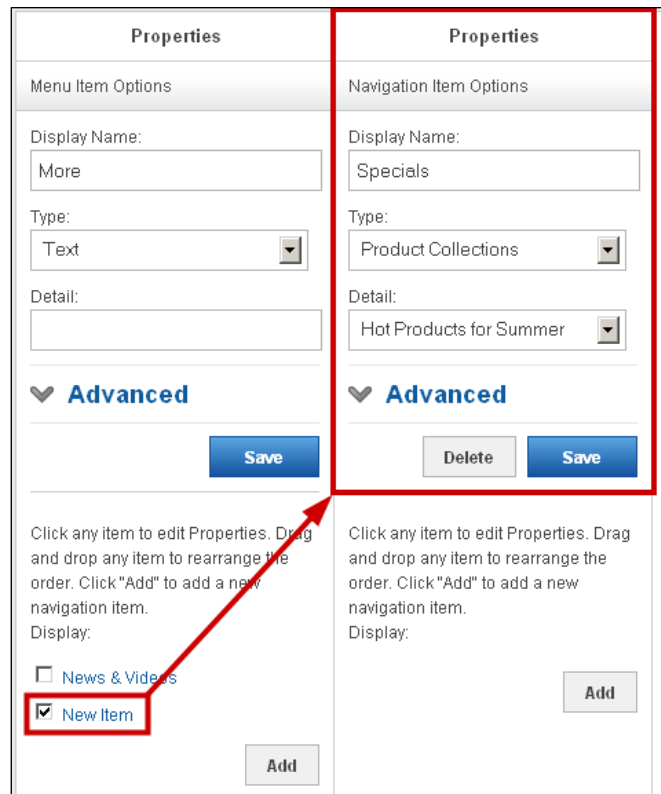 Properties
Menu Item Options
Display Name:
More
Type:
Text
Detail:
Advanced
Save
Click any item to edit Properties. Drag
and drop any item to rearrange the
order. Click "Add" to add a new
navigation item.
Display:
News & Videos
New Item
Add
Properties
Navigation Item Options
Display Name:
Specials
Type:
Product Collections
Detail:
Hot Products for Summer
Advanced
Delete
Save
Click any item to edit Properties. Drag
and drop any item to rearrange the
order. Click "Add" to add a new
navigation item.
Display:
Add